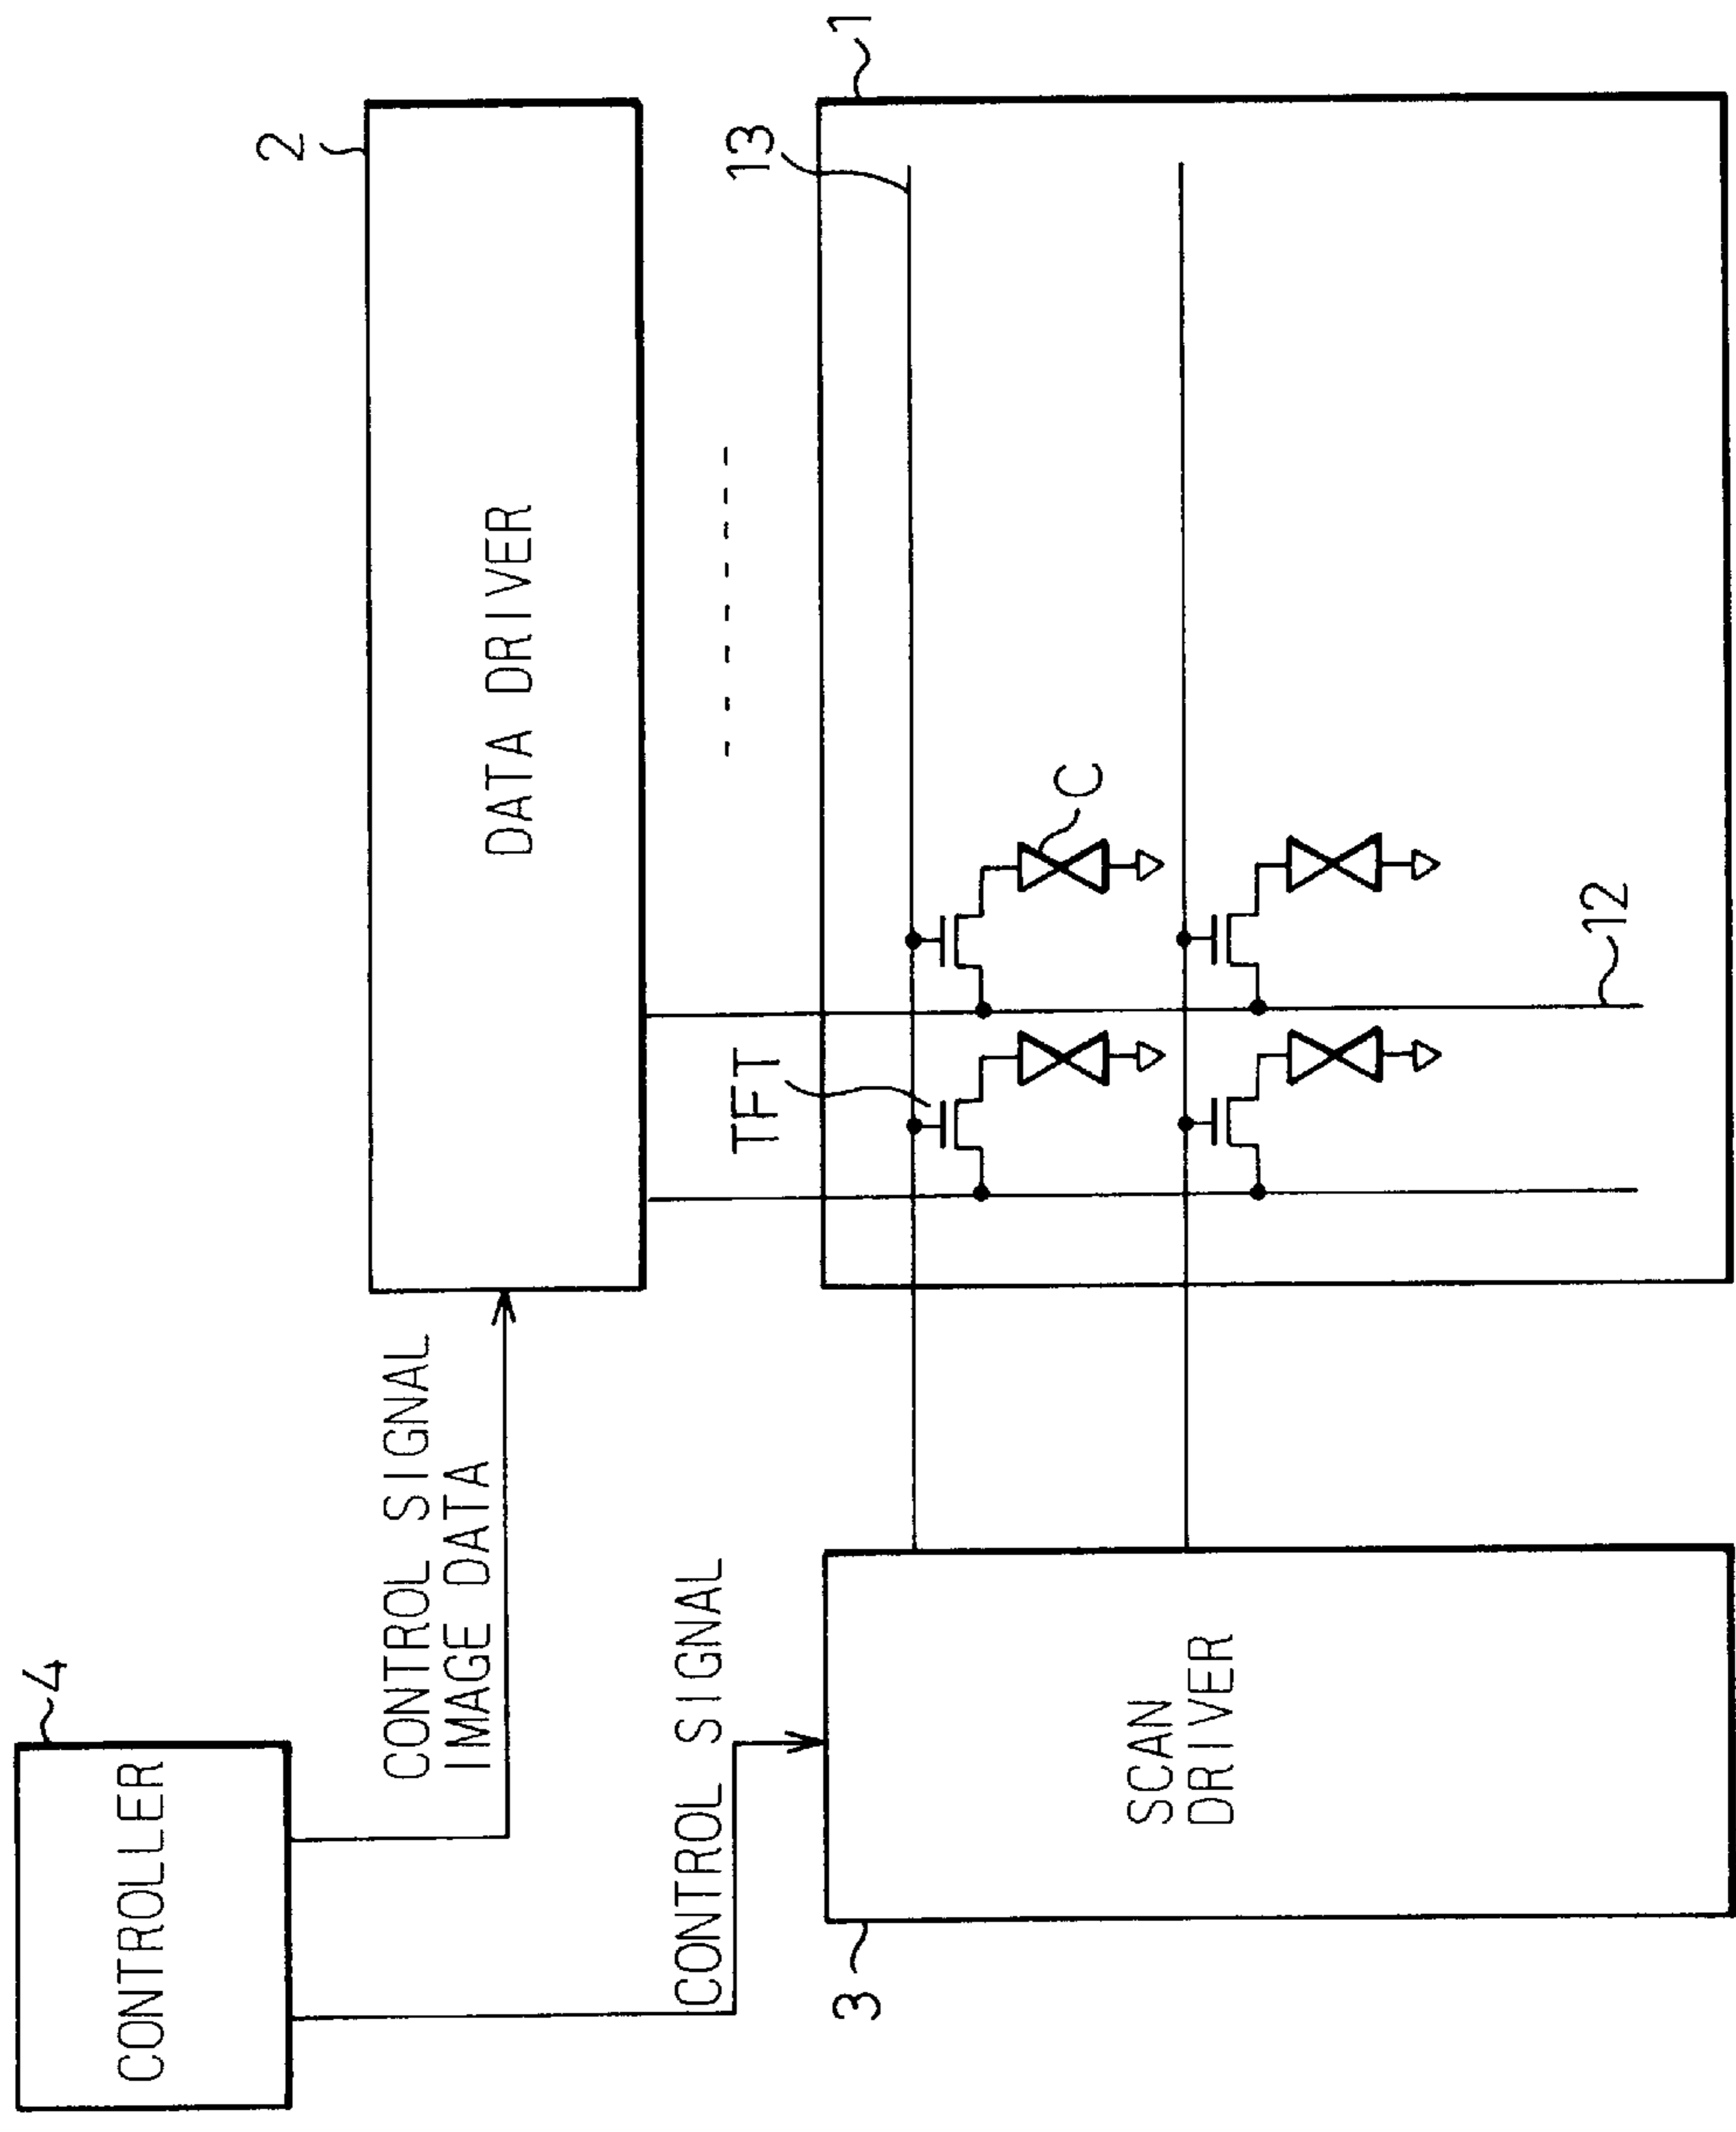 4
CONTROLLER
CONTROL SIGNAL
IMAGE DATA
2
DATA DRIVER
CONTROL SIGNAL
3
SCAN
DRIVER
TFT
13
1
C
12